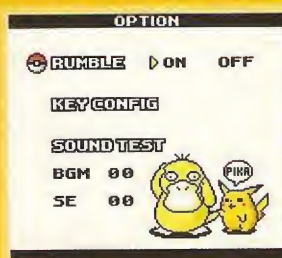 OPTION
RUMBLE ON OFF
KEY CONFIG
SOUND TEST
BGM 00
SE 00
PIKA